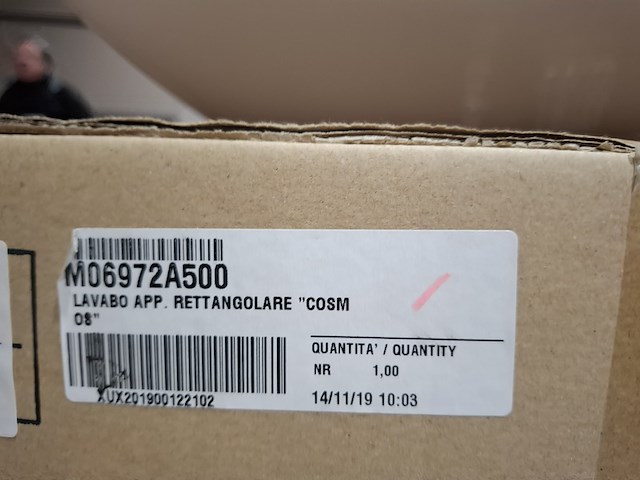 M06972A500
LAVABO APP. RETTANGOLARE "COSM
OS"
QUANTITA' / QUANTITY
NR 1,00
XUX201900122102
14/11/19 10:03